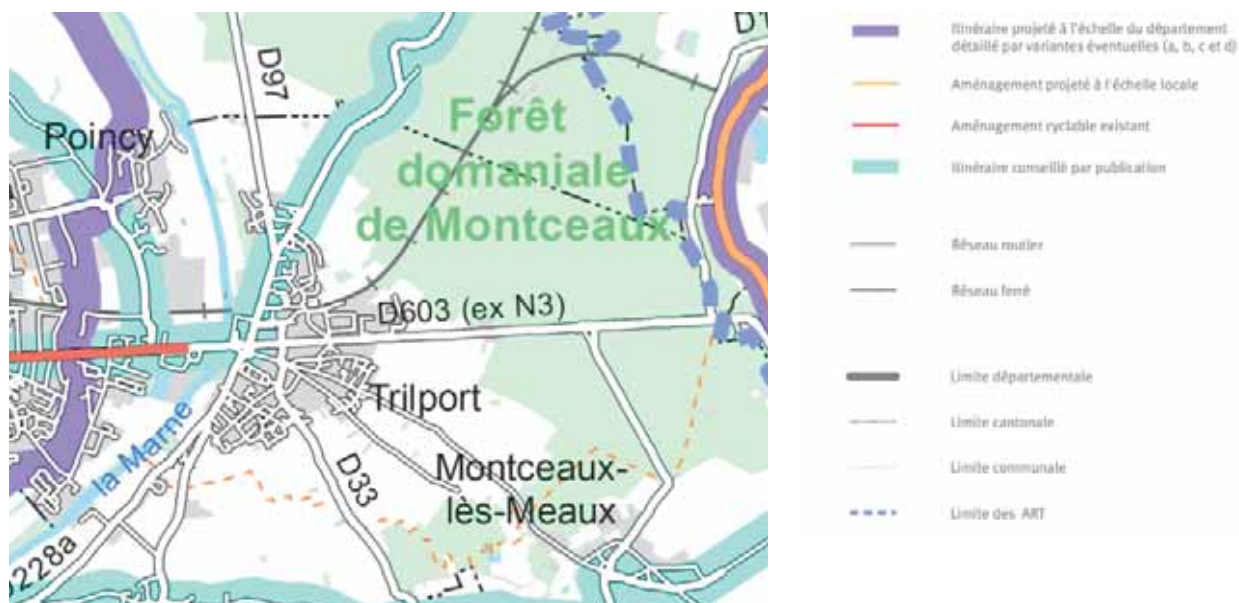 D97
D1
Poincy
Forêt
domaniale
de Montceaux
D603 (ex N3)
Trilport
la Marne
D33
Montceaux-
lès-Meaux
228a
Itinéraire projeté à l'échelle du département
détaillé par variantes éventuelles (a, b, c et d)
Aménagement projeté à l'échelle locale
Aménagement cyclable existant
Itinéraire conseillé par publication
Réseau routier
Réseau ferré
Limite départementale
Limite cantonale
Limite communale
Limite des ART